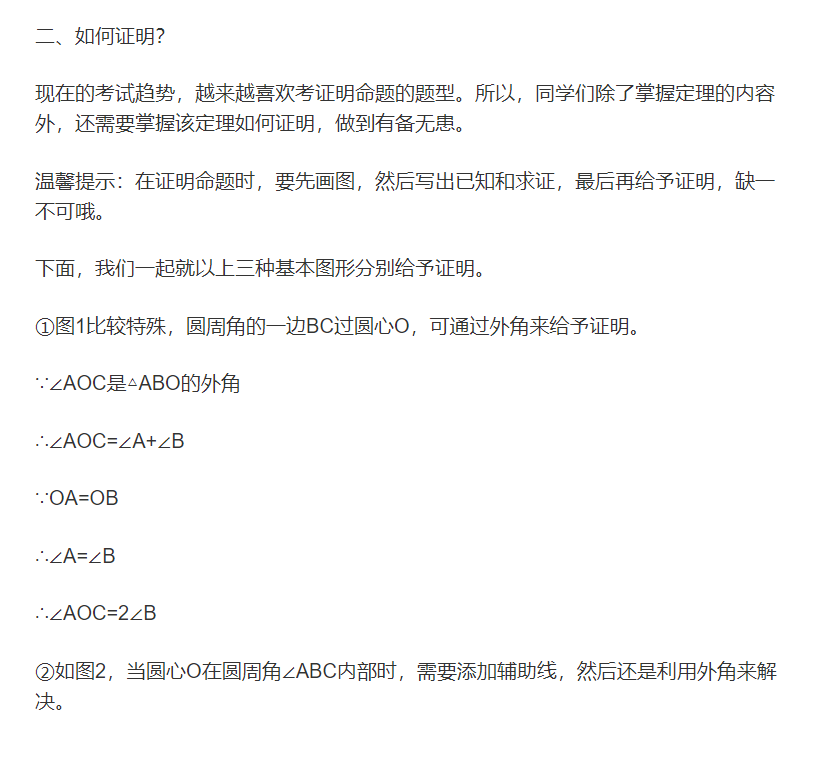 二、如何证明？
现在的考试趋势，越来越喜欢考证明命题的题型。所以，同学们除了掌握定理的内容
外，还需要掌握该定理如何证明，做到有备无患。
温馨提示：在证明命题时，要先画图，然后写出已知和求证，最后再给予证明，缺一
不可哦。
下面，我们一起就以上三种基本图形分别给予证明。
①图1比较特殊，圆周角的一边BC过圆心O，可通过外角来给予证明。
∵∠AOC是△ABO的外角
∴∠AOC=∠A+∠B
∵OA=OB
∴∠A=∠B
∴∠AOC=2∠B
②如图2，当圆心O在圆周角∠ABC内部时，需要添加辅助线，然后还是利用外角来解
决。